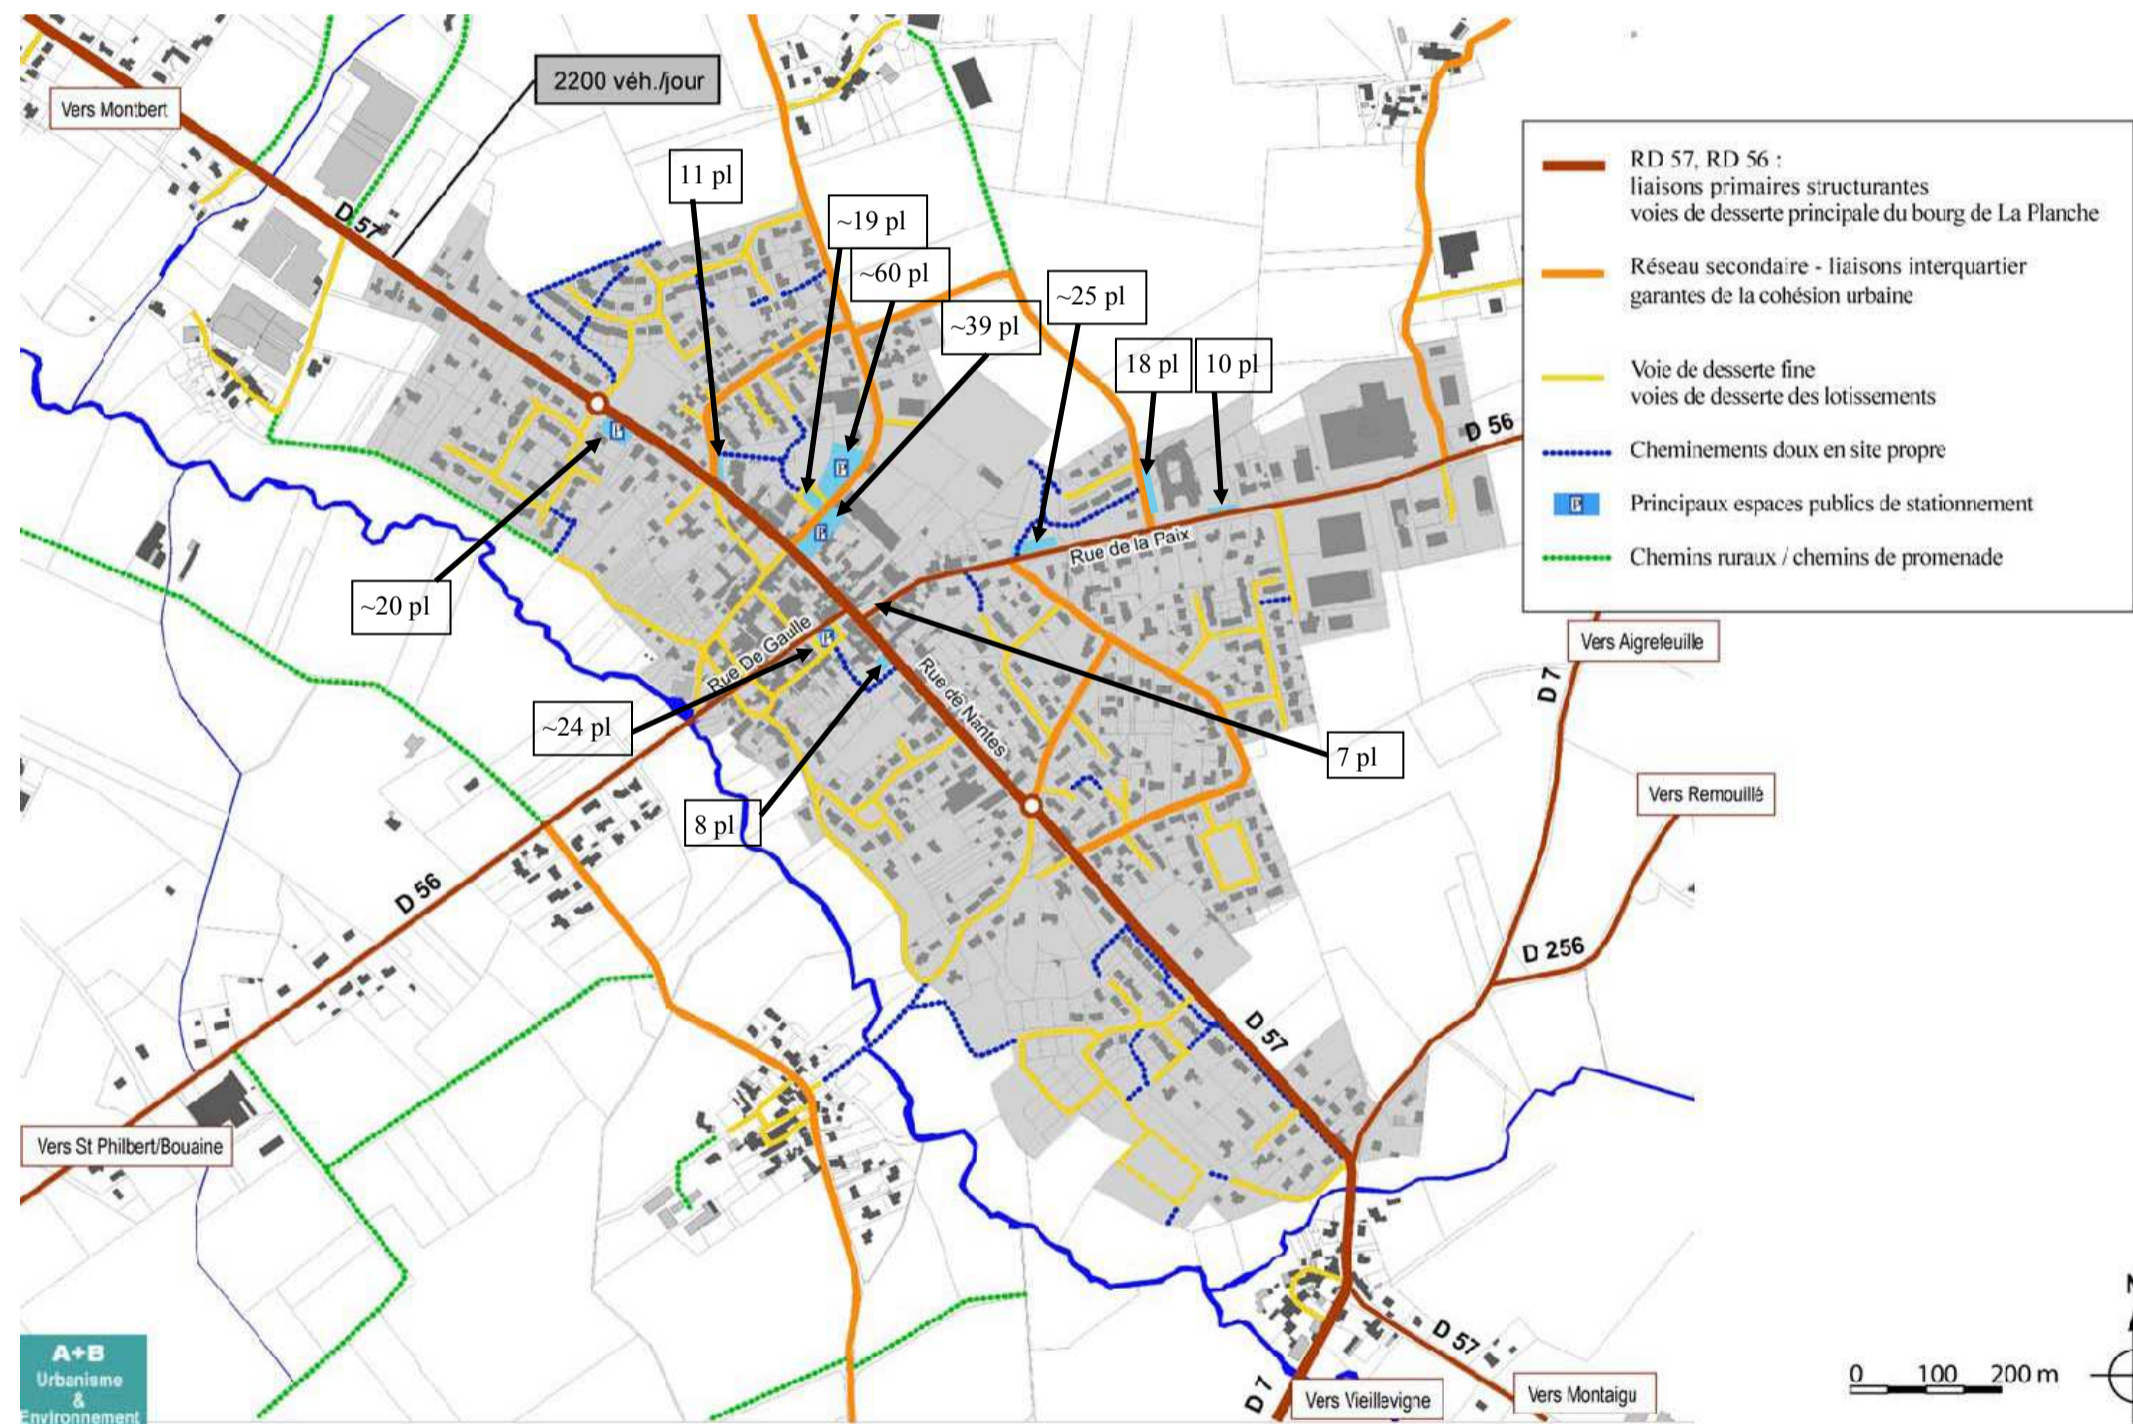 2200 véh./jour
Vers Montbert
D 57
11 pl
~19 pl
~60 pl
~39 pl
~25 pl
18 pl
10 pl
RD 57, RD 56 :
liaisons primaires structurantes
voies de desserte principale du bourg de La Planche
Réseau secondaire - liaisons interquartier
garantes de la cohésion urbaine
Voie de desserte fine
voies de desserte des lotissements
Cheminements doux en site propre
P
Principaux espaces publics de stationnement
Chemins ruraux / chemins de promenade
D 56
P
P
P
P
Rue de la Paix
~20 pl
Rue De Gaulle
Rue de Nantes
~24 pl
8 pl
7 pl
Vers Aigrefeuille
D 7
Vers Remouillé
D 256
D 56
D 57
Vers St Philbert/Bouaine
D 57
D 7
Vers Vieillevigne
Vers Montaigu
0 100 200 m
N
A+B
Urbanisme
&
Environnement